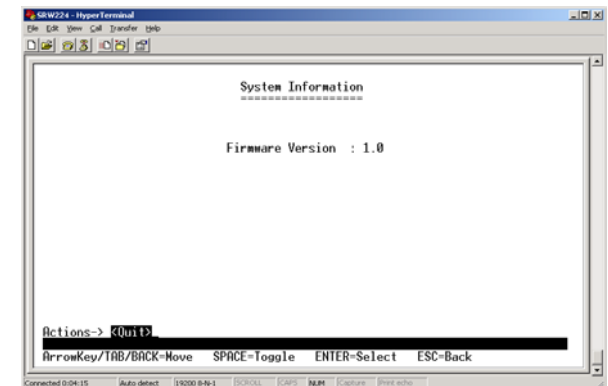 SRW224 - HyperTerminal
File Edit View Call Transfer Help
System Information
==================
Firmware Version : 1.0
Actions-> <Quit>
ArrowKey/TAB/BACK=Move SPACE=Toggle ENTER=Select ESC=Back
Connected 0:04:15 Auto detect 19200 8-N-1 SCROLL CAPS NUM Capture Print echo